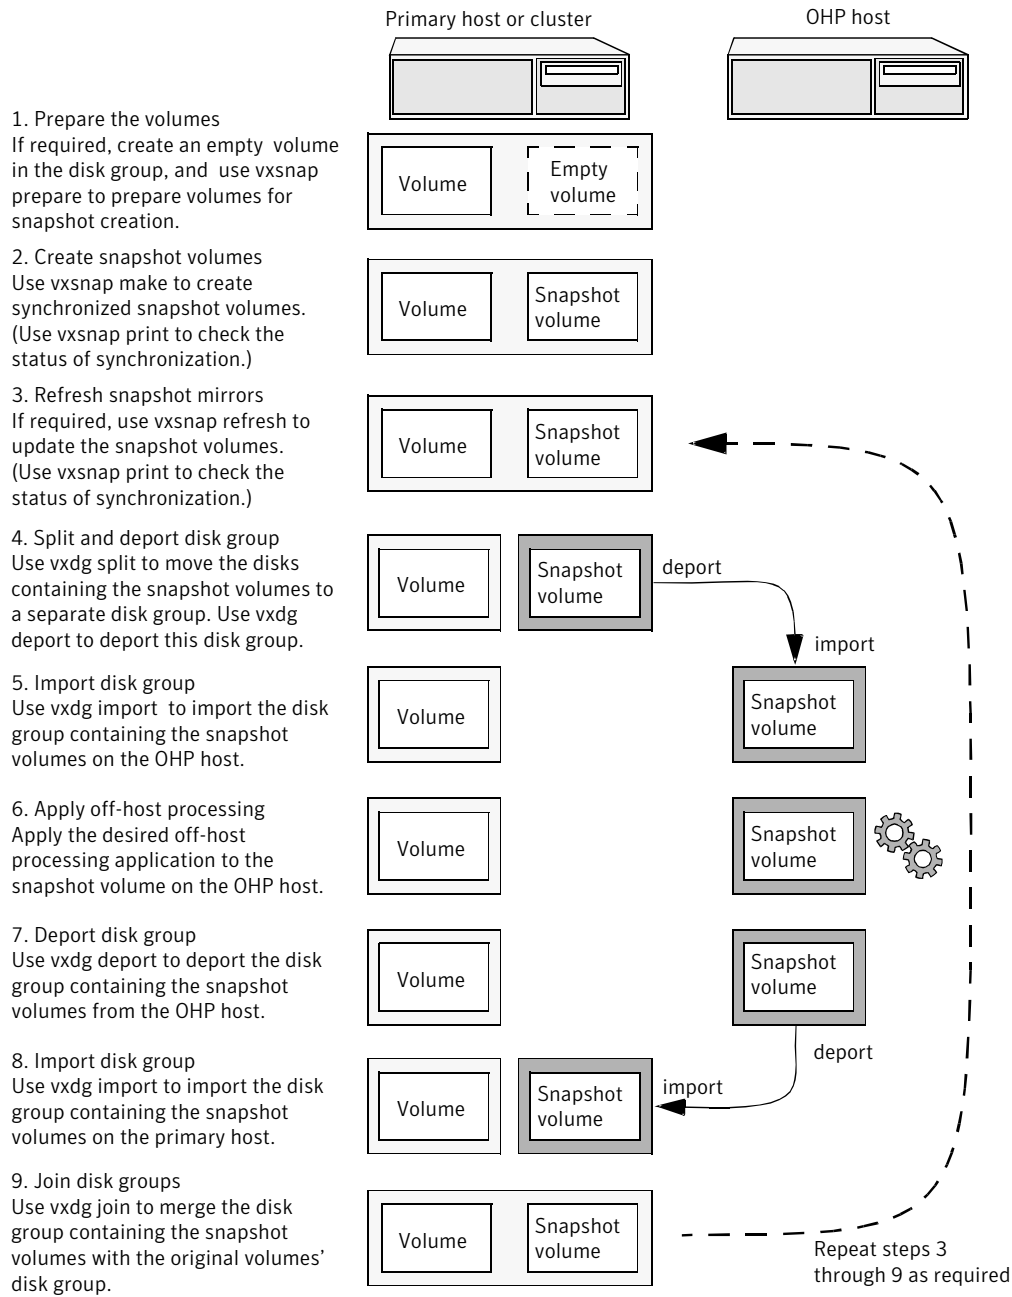 Primary host or cluster
OHP host
1. Prepare the volumes
If required, create an empty volume
in the disk group, and use vxsnap
prepare to prepare volumes for
snapshot creation.
Volume
Empty
volume
2. Create snapshot volumes
Use vxsnap make to create
synchronized snapshot volumes.
(Use vxsnap print to check the
status of synchronization.)
Volume
Snapshot
volume
3. Refresh snapshot mirrors
If required, use vxsnap refresh to
update the snapshot volumes.
(Use vxsnap print to check the
status of synchronization.)
Volume
Snapshot
volume
4. Split and deport disk group
Use vxdg split to move the disks
containing the snapshot volumes to
a separate disk group. Use vxdg
deport to deport this disk group.
Volume
Snapshot
volume
deport
import
5. Import disk group
Use vxdg import to import the disk
group containing the snapshot
volumes on the OHP host.
Volume
Snapshot
volume
6. Apply off-host processing
Apply the desired off-host
processing application to the
snapshot volume on the OHP host.
Volume
Snapshot
volume
7. Deport disk group
Use vxdg deport to deport the disk
group containing the snapshot
volumes from the OHP host.
Volume
Snapshot
volume
deport
8. Import disk group
Use vxdg import to import the disk
group containing the snapshot
volumes on the primary host.
Volume
Snapshot
volume
import
9. Join disk groups
Use vxdg join to merge the disk
group containing the snapshot
volumes with the original volumes’
disk group.
Volume
Snapshot
volume
Repeat steps 3
through 9 as required